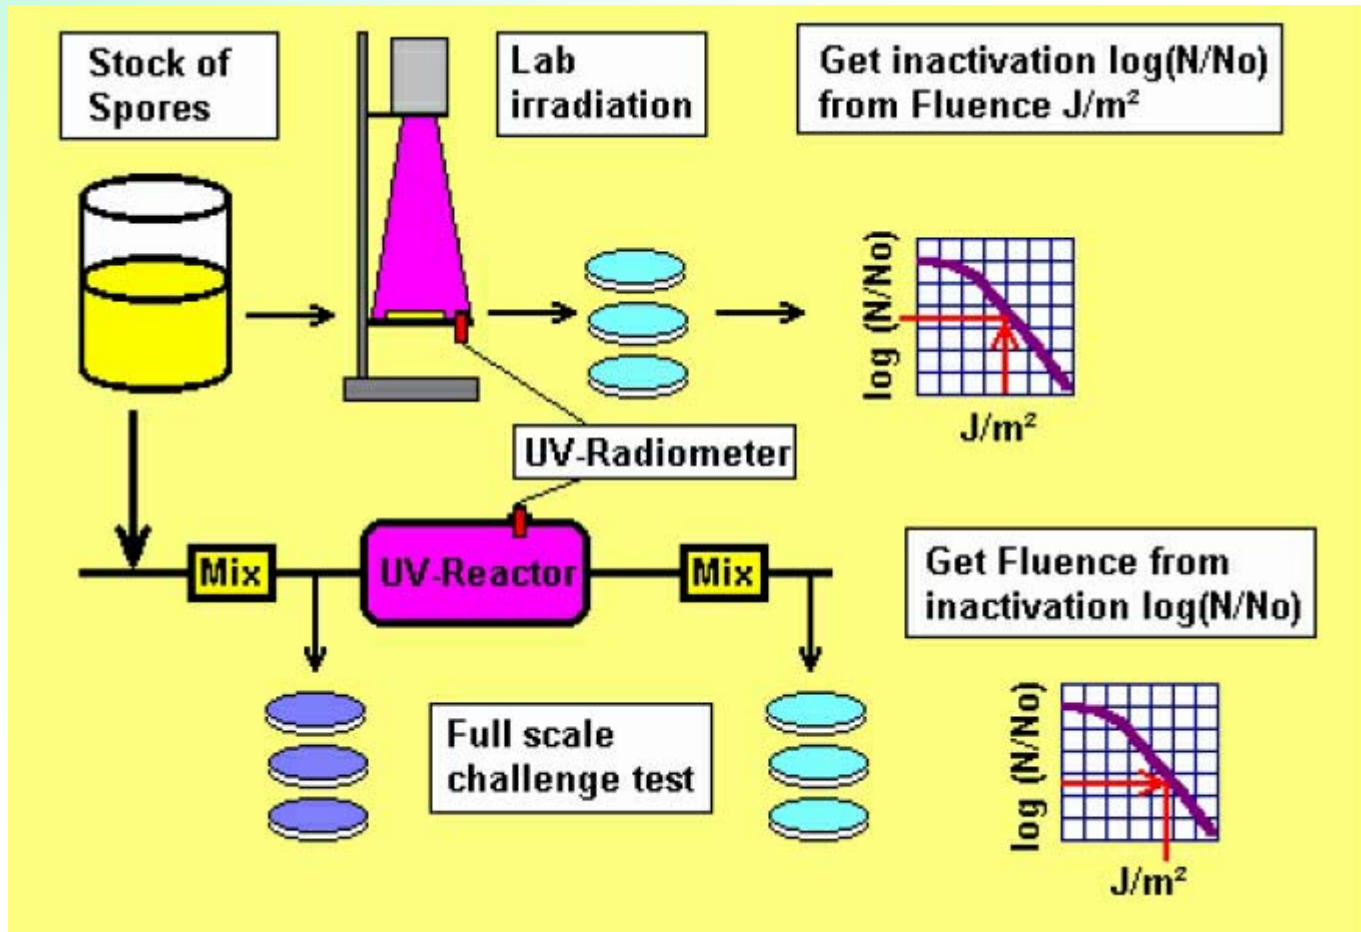 Stock of
Spores
Lab
irradiation
Get inactivation log(N/No)
from Fluence J/m²
log (N/No)
J/m²
UV-Radiometer
Mix
UV-Reactor
Mix
Get Fluence from
inactivation log(N/No)
Full scale
challenge test
log (N/No)
J/m²